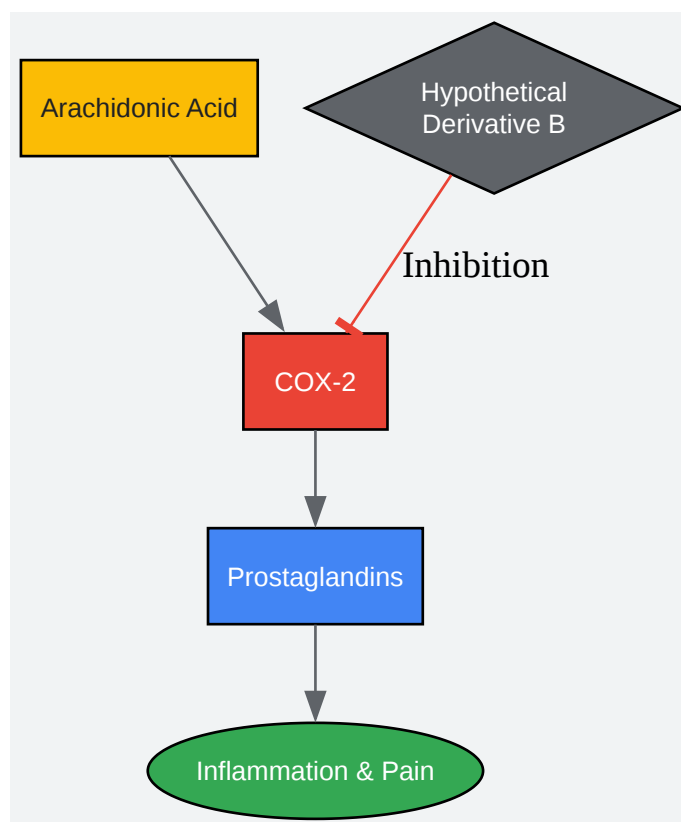 Arachidonic Acid
Hypothetical
Derivative B
Inhibition
COX-2
Prostaglandins
Inflammation & Pain